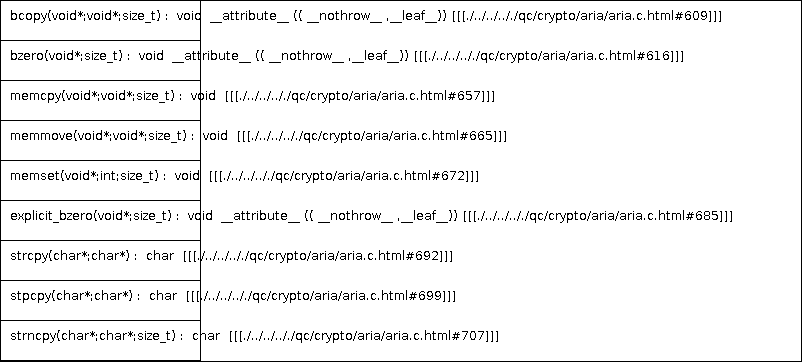 bcopy(void*;void*;size_t) : void __attribute__ (( __nothrow__ ,__leaf__)) [[[./../../../../qc/crypto/aria/aria.c.html#609]]]
bzero(void*;size_t) : void __attribute__ (( __nothrow__ ,__leaf__)) [[[./../../../../qc/crypto/aria/aria.c.html#616]]]
memcpy(void*;void*;size_t) : void [[[./../../../../qc/crypto/aria/aria.c.html#657]]]
memmove(void*;void*;size_t) : void [[[./../../../../qc/crypto/aria/aria.c.html#665]]]
memset(void*;int;size_t) : void [[[./../../../../qc/crypto/aria/aria.c.html#672]]]
explicit_bzero(void*;size_t) : void __attribute__ (( __nothrow__ ,__leaf__)) [[[./../../../../qc/crypto/aria/aria.c.html#685]]]
strcpy(char*;char*) : char [[[./../../../../qc/crypto/aria/aria.c.html#692]]]
stpcpy(char*;char*) : char [[[./../../../../qc/crypto/aria/aria.c.html#699]]]
strncpy(char*;char*;size_t) : char [[[./../../../../qc/crypto/aria/aria.c.html#707]]]